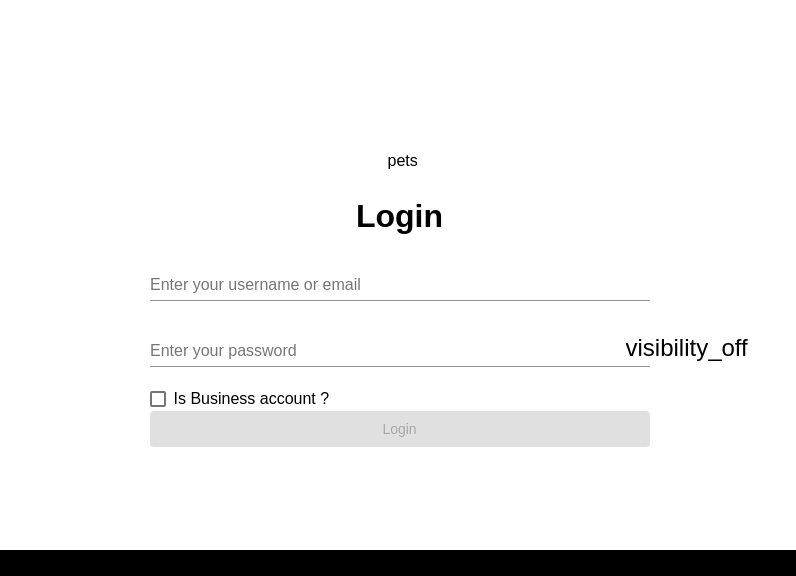 pets
Login
Enter your username or email
Enter your password
visibility_off
Is Business account ?
Login